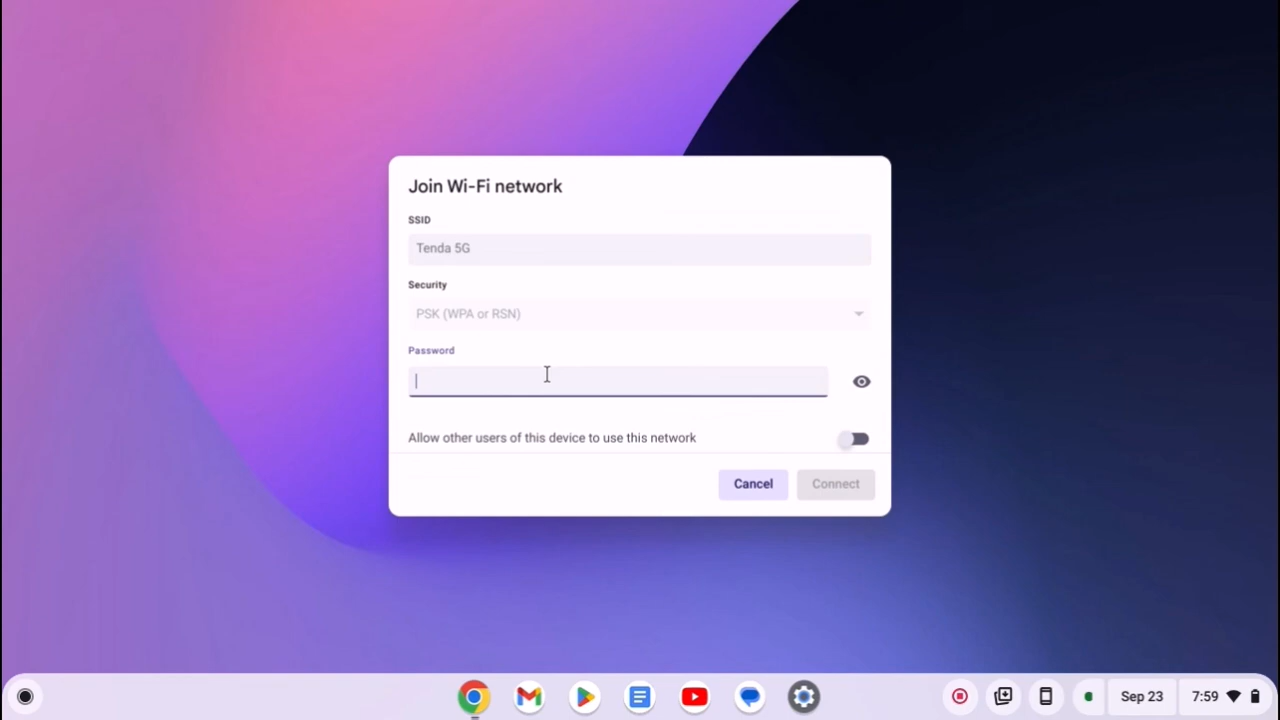 Join Wi-Fi network
SSID
Tenda 5G
Security
PSK (WPA or RSN)
Password
Allow other users of this device to use this network
Cancel Connect
Sep 23 7:59